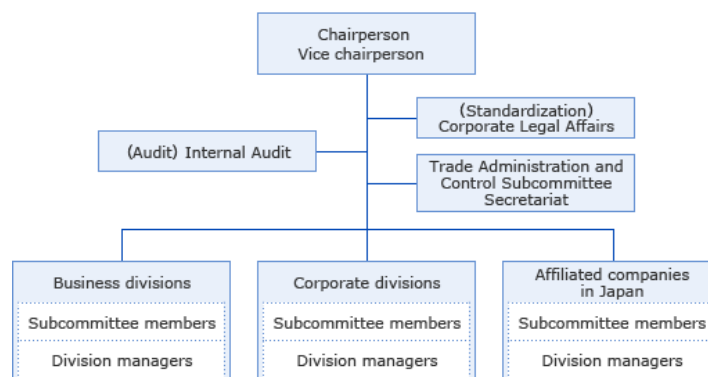 Chairperson
Vice chairperson
(Standardization)
Corporate Legal Affairs
(Audit) Internal Audit
Trade Administration and
Control Subcommittee
Secretariat
Business divisions
Subcommittee members
Division managers
Corporate divisions
Subcommittee members
Division managers
Affiliated companies
in Japan
Subcommittee members
Division managers